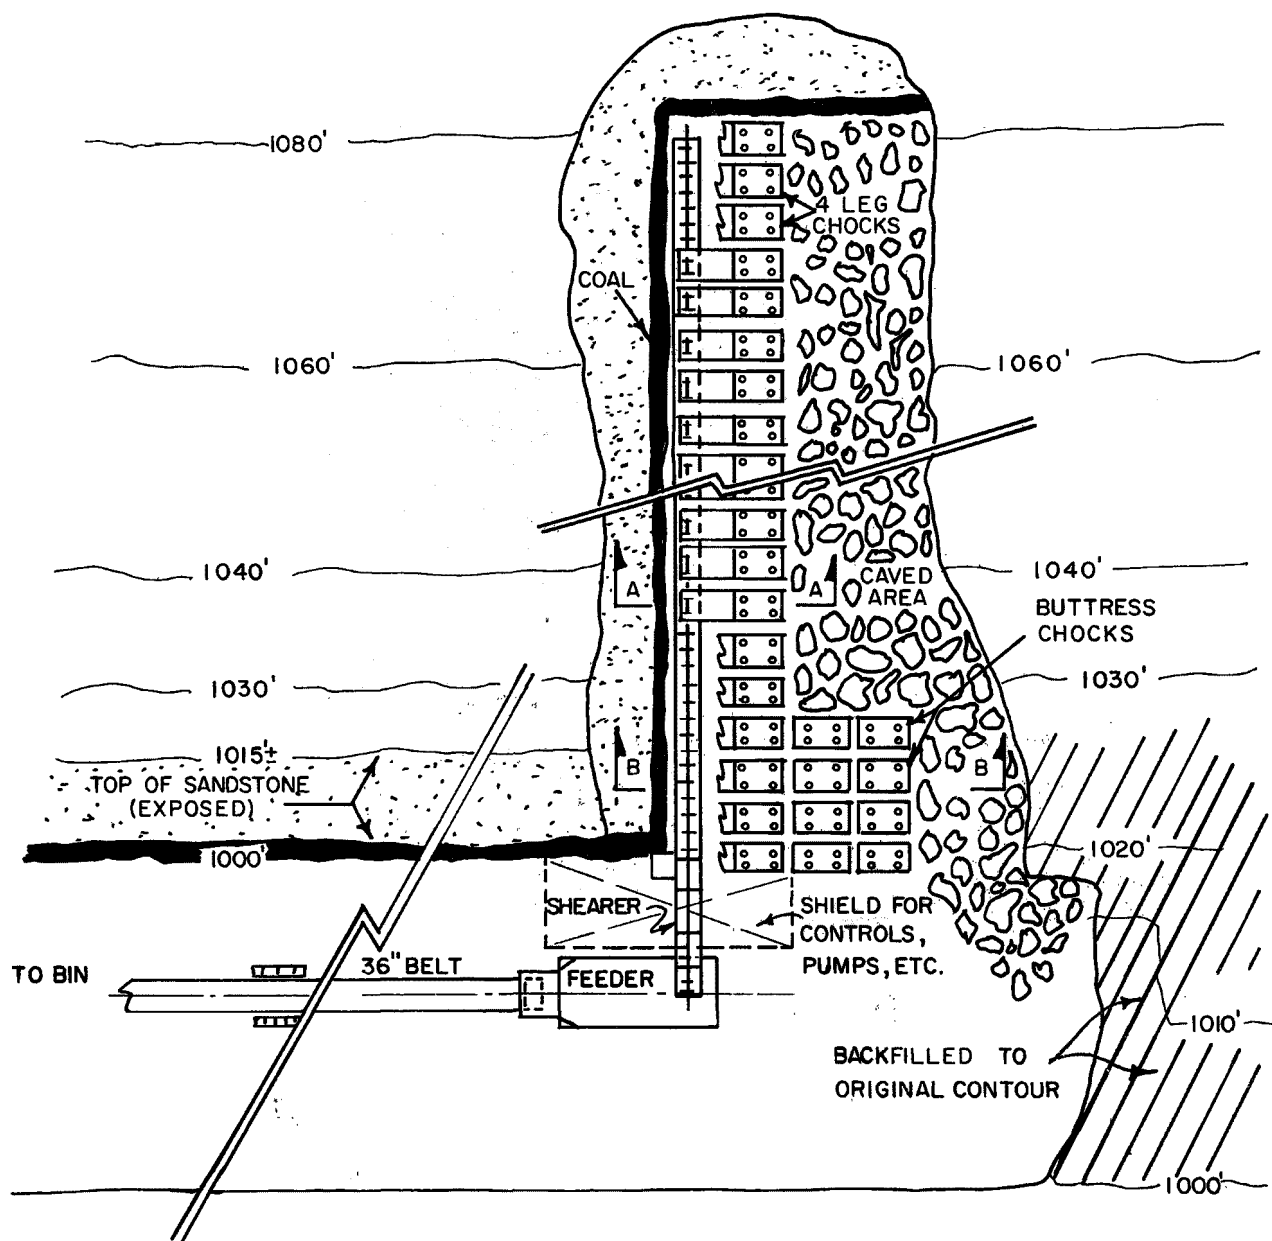 1080'
4 LEG
CHOCKS
COAL
1060'
1060'
1040'
A
A
CAVED
AREA
1040'
BUTTRESS
CHOCKS
1030'
1030'
1015'±
B
B
TOP OF SANDSTONE
(EXPOSED)
1000'
1020'
SHEARER
SHIELD FOR
CONTROLS,
PUMPS, ETC.
TO BIN
36" BELT
FEEDER
1010'
BACKFILLED TO
ORIGINAL CONTOUR
1000'